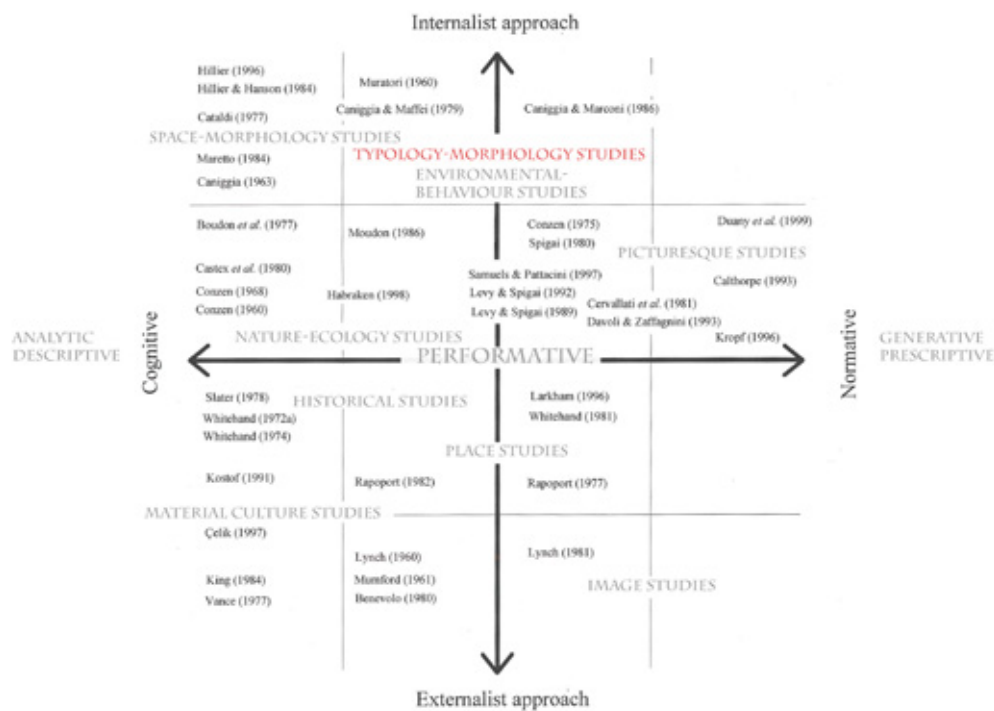 Internalist approach
Hillier (1996)
Hillier & Hanson (1984)
Muratori (1960)
Caniggia & Maffei (1979)
Caniggia & Marconi (1986)
Cataldi (1977)
SPACE-MORPHOLOGY STUDIES
TYPOLOGY-MORPHOLOGY STUDIES
Maretto (1984)
ENVIRONMENTAL-
BEHAVIOUR STUDIES
Caniggia (1963)
Boudon et al. (1977)
Moudon (1986)
Conzen (1975)
Spigai (1980)
Duany et al. (1999)
PICTURESQUE STUDIES
Castex et al. (1980)
Conzen (1968)
Conzen (1960)
Habraken (1998)
Samuels & Pattacini (1997)
Levy & Spigai (1992)
Levy & Spigai (1989)
Calthorpe (1993)
Cervallati et al. (1981)
Davoli & Zaffagnini (1993)
Kropf (1996)
ANALYTIC
DESCRIPTIVE
Cognitive
NATURE-ECOLOGY STUDIES
PERFORMATIVE
Normative
GENERATIVE
PRESCRIPTIVE
Slater (1978)
Whitehand (1972a)
Whitehand (1974)
HISTORICAL STUDIES
Larkham (1996)
Whitehand (1981)
PLACE STUDIES
Kostof (1991)
Rapoport (1982)
Rapoport (1977)
MATERIAL CULTURE STUDIES
Çelik (1997)
Lynch (1960)
Lynch (1981)
King (1984)
Mumford (1961)
IMAGE STUDIES
Vance (1977)
Benevolo (1980)
Externalist approach